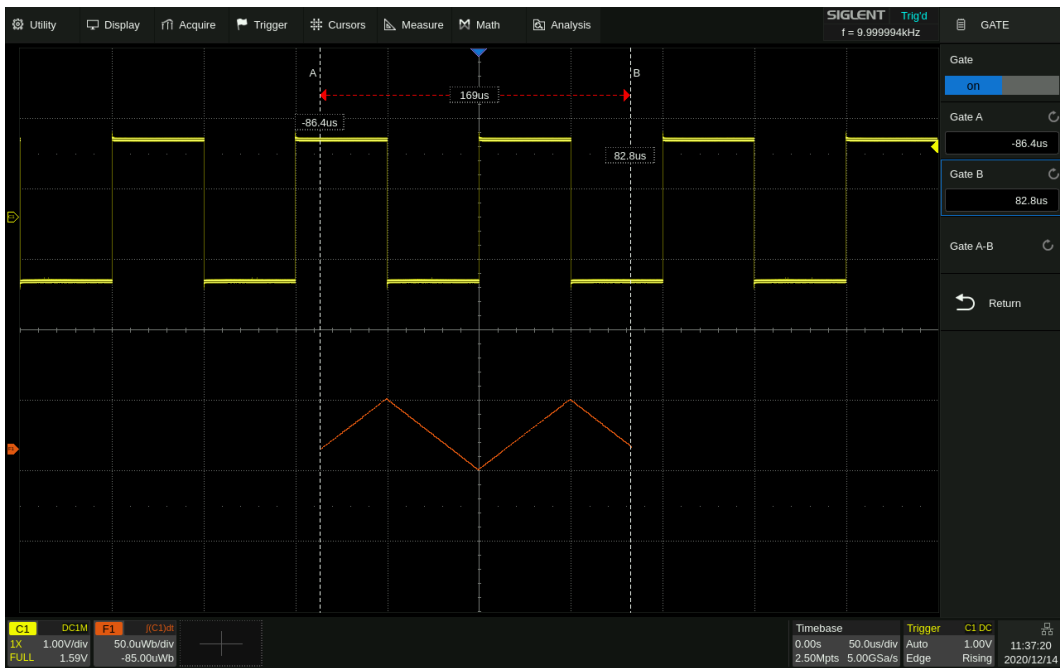 Utility Display Acquire Trigger Cursors Measure Math Analysis
SIGLENT Trig'd
f = 9.999994kHz
GATE
Gate
on
Gate A
-86.4us
Gate B
82.8us
Gate A-B
Return
A B
169us
-86.4us
82.8us
C1
F1
C1 DC1M
1X 1.00V/div
FULL 1.59V
F1 ∫(C1)dt
50.0uWb/div
-85.00uWb
Timebase
0.00s 50.0us/div
2.50Mpts 5.00GSa/s
Trigger C1 DC
Auto 1.00V
Edge Rising
11:37:20
2020/12/14